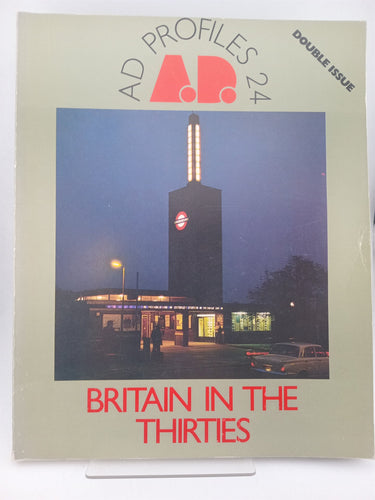 AD PROFILES 24
A.D.
DOUBLE ISSUE
BRITAIN IN THE
THIRTIES